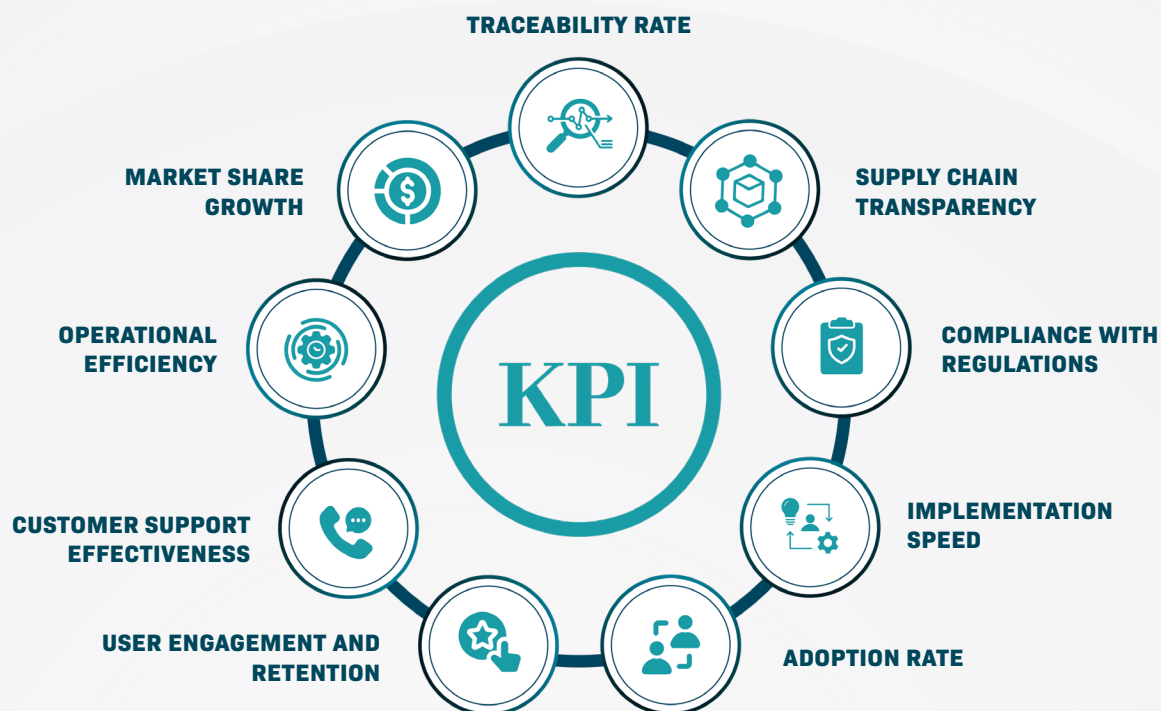 TRACEABILITY RATE
SUPPLY CHAIN
TRANSPARENCY
COMPLIANCE WITH
REGULATIONS
IMPLEMENTATION
SPEED
ADOPTION RATE
USER ENGAGEMENT AND
RETENTION
CUSTOMER SUPPORT
EFFECTIVENESS
OPERATIONAL
EFFICIENCY
MARKET SHARE
GROWTH
$
KPI